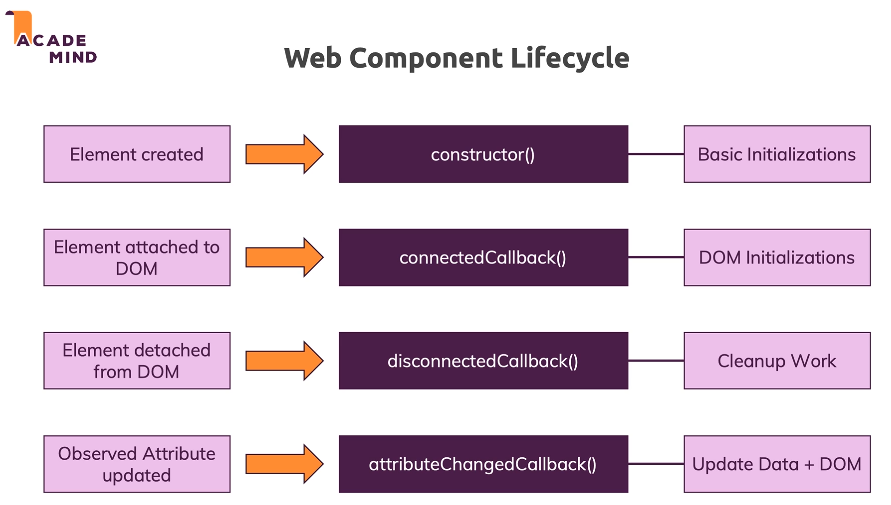 ACADE
MIND
Web Component Lifecycle
Element created
constructor()
Basic Initializations
Element attached to
DOM
connectedCallback()
DOM Initializations
Element detached
from DOM
disconnectedCallback()
Cleanup Work
Observed Attribute
updated
attributeChangedCallback()
Update Data + DOM